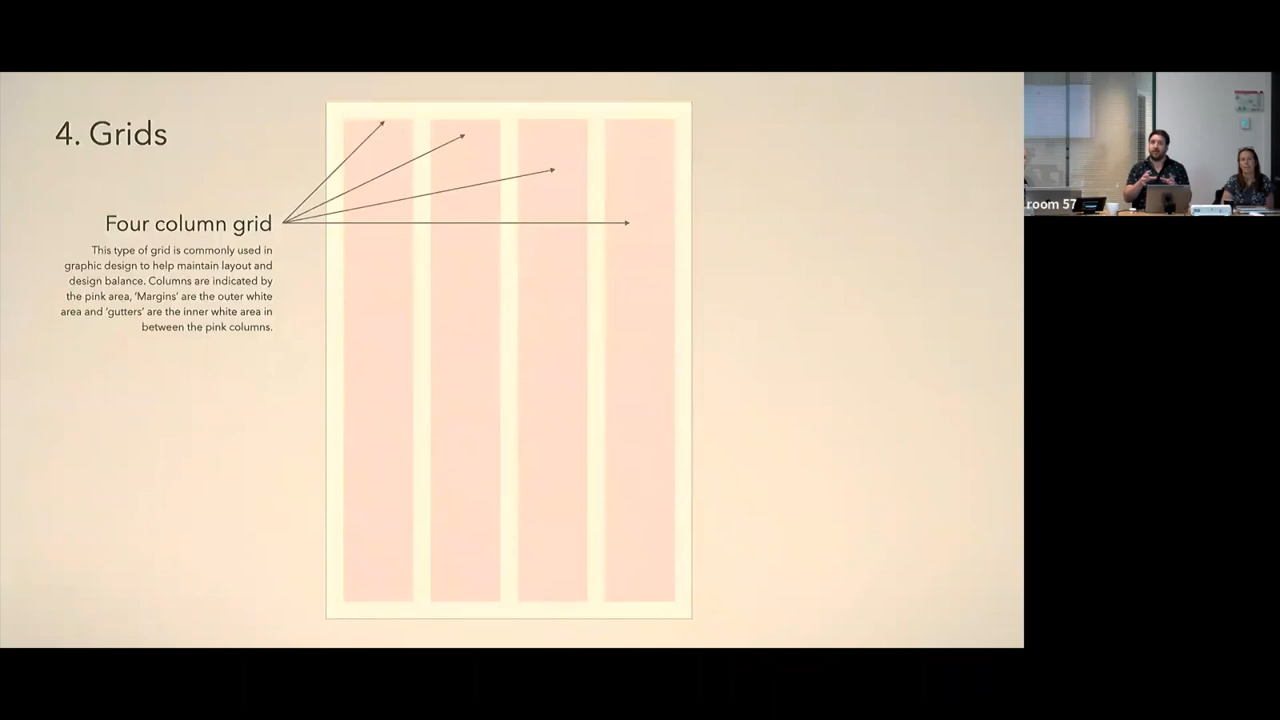 4. Grids
Four column grid
This type of grid is commonly used in
graphic design to help maintain layout and
design balance. Columns are indicated by
the pink area, ‘Margins’ are the outer white
area and ‘gutters’ are the inner white area in
between the pink columns.
room 57